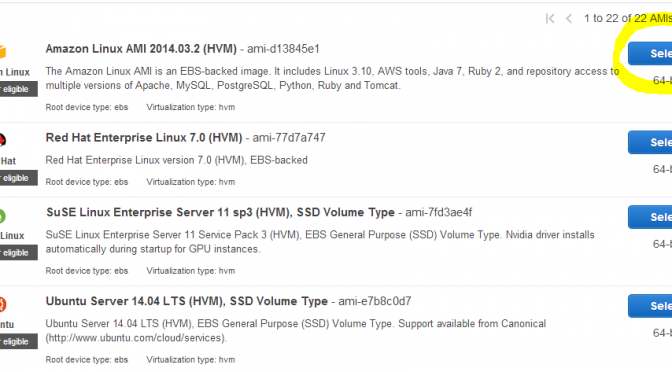 1 to 22 of 22 AMIs
Amazon Linux AMI 2014.03.2 (HVM) - ami-d13845e1
Linux
The Amazon Linux AMI is an EBS-backed image. It includes Linux 3.10, AWS tools, Java 7, Ruby 2, and repository access to
eligible
multiple versions of Apache, MySQL, PostgreSQL, Python, Ruby and Tomcat.
64-b
Root device type: ebs Virtualization type: hvm
Red Hat Enterprise Linux 7.0 (HVM) - ami-77d7a747
Sele
Hat
Red Hat Enterprise Linux version 7.0 (HVM), EBS-backed
64-b
eligible
Root device type: ebs Virtualization type: hvm
SuSE Linux Enterprise Server 11 sp3 (HVM), SSD Volume Type - ami-7fd3ae4f
Sele
Linux
SuSE Linux Enterprise Server 11 Service Pack 3 (HVM), EBS General Purpose (SSD) Volume Type. Nvidia driver installs
64-b
eligible
automatically during startup for GPU instances.
Root device type: ebs Virtualization type: hvm
Ubuntu Server 14.04 LTS (HVM), SSD Volume Type - ami-e7b8c0d7
Sele
Ubuntu Server 14.04 LTS (HVM), EBS General Purpose (SSD) Volume Type. Support available from Canonical
64-b
eligible
(http://www.ubuntu.com/cloud/services).
Root device type: ebs Virtualization type: hvm